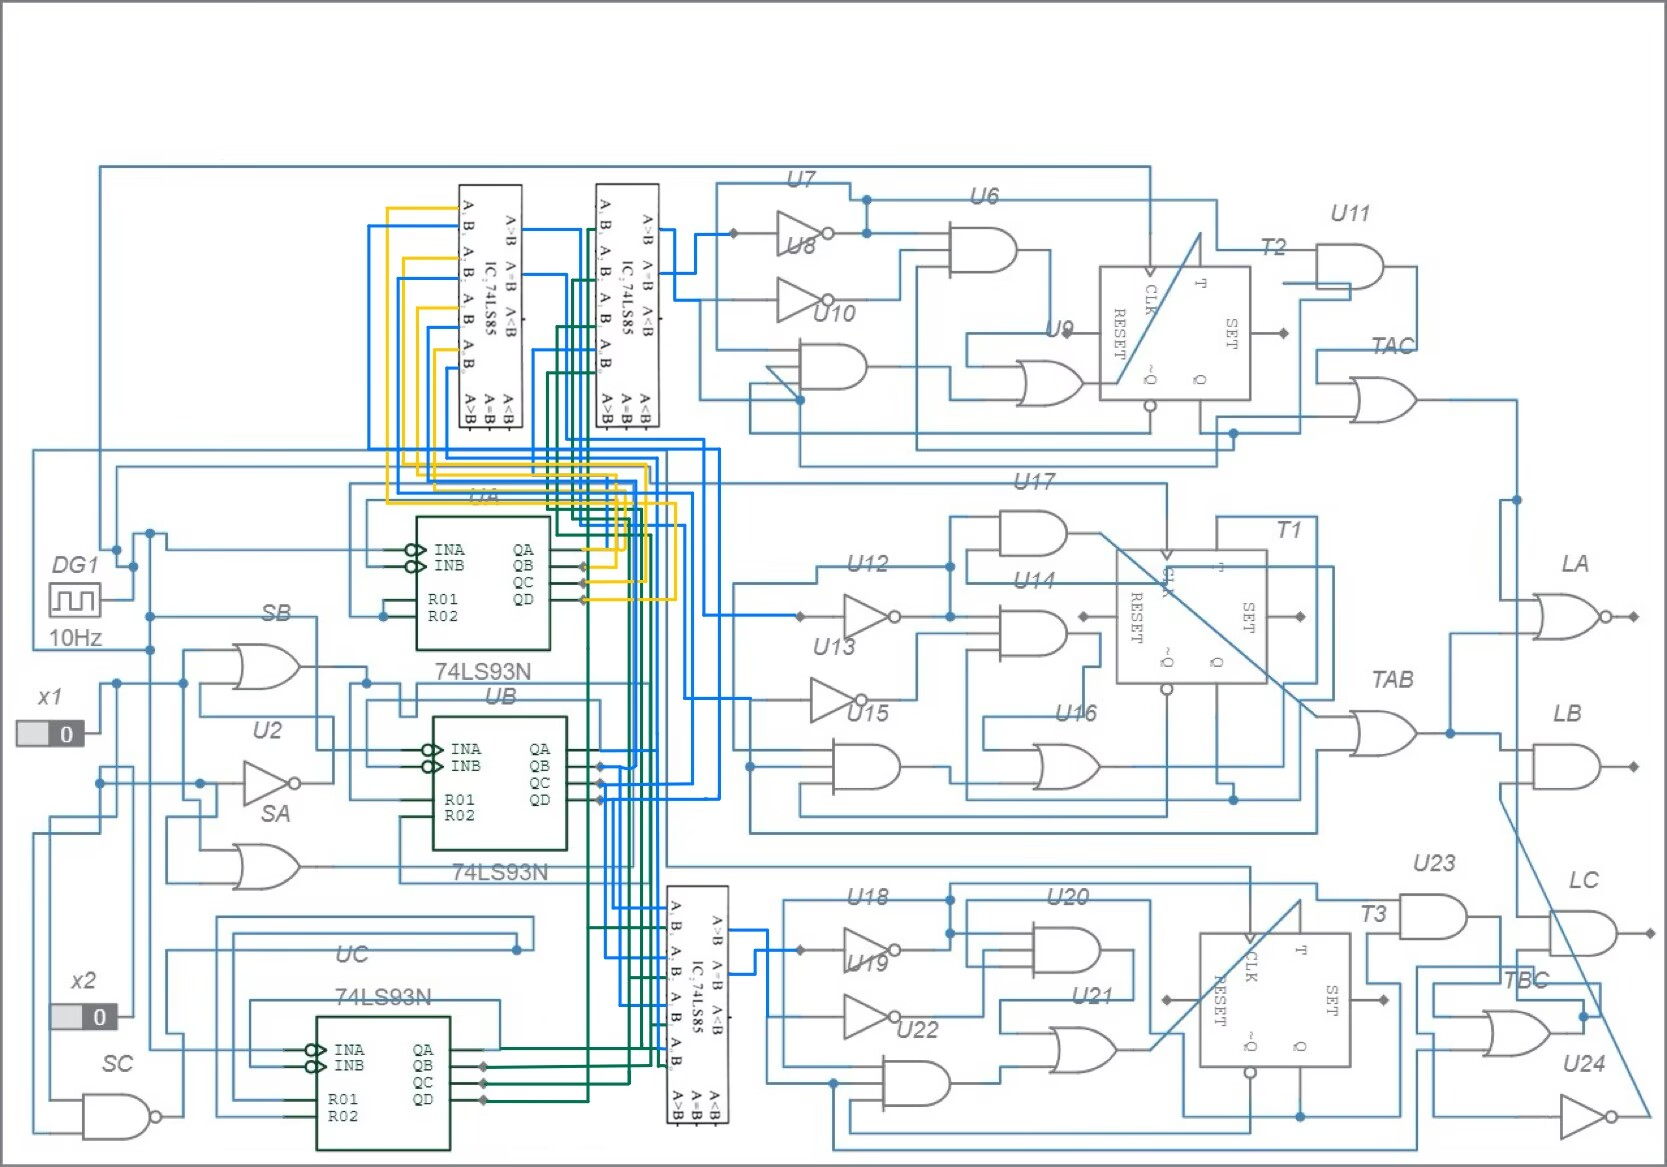 U7
U6
U11
U8
T2
U10
U9
TAC
A
B
A
B
A
B
A
B
A>B
A=B
A<B
IC;74LS85
A>B
A=B
A<B
A
B
A
B
A
B
A
B
A>B
A=B
A<B
IC;74LS85
A>B
A=B
A<B
CLK
T
RESET
SET
~Q
Q
U17
T1
UA
INA
INB
R01
R02
QA
QB
QC
QD
74LS93N
DG1
10Hz
U12
U14
LA
CLK
T
RESET
SET
~Q
Q
SB
U13
x1
0
UB
U2
U15
U16
TAB
LB
INA
INB
R01
R02
QA
QB
QC
QD
74LS93N
SA
U23
U18
U20
LC
T3
A
B
A
B
A
B
A
B
A>B
A=B
A<B
IC;74LS85
A>B
A=B
A<B
UC
U19
CLK
T
RESET
SET
~Q
Q
TBC
x2
0
74LS93N
U21
U22
SC
INA
INB
R01
R02
QA
QB
QC
QD
U24